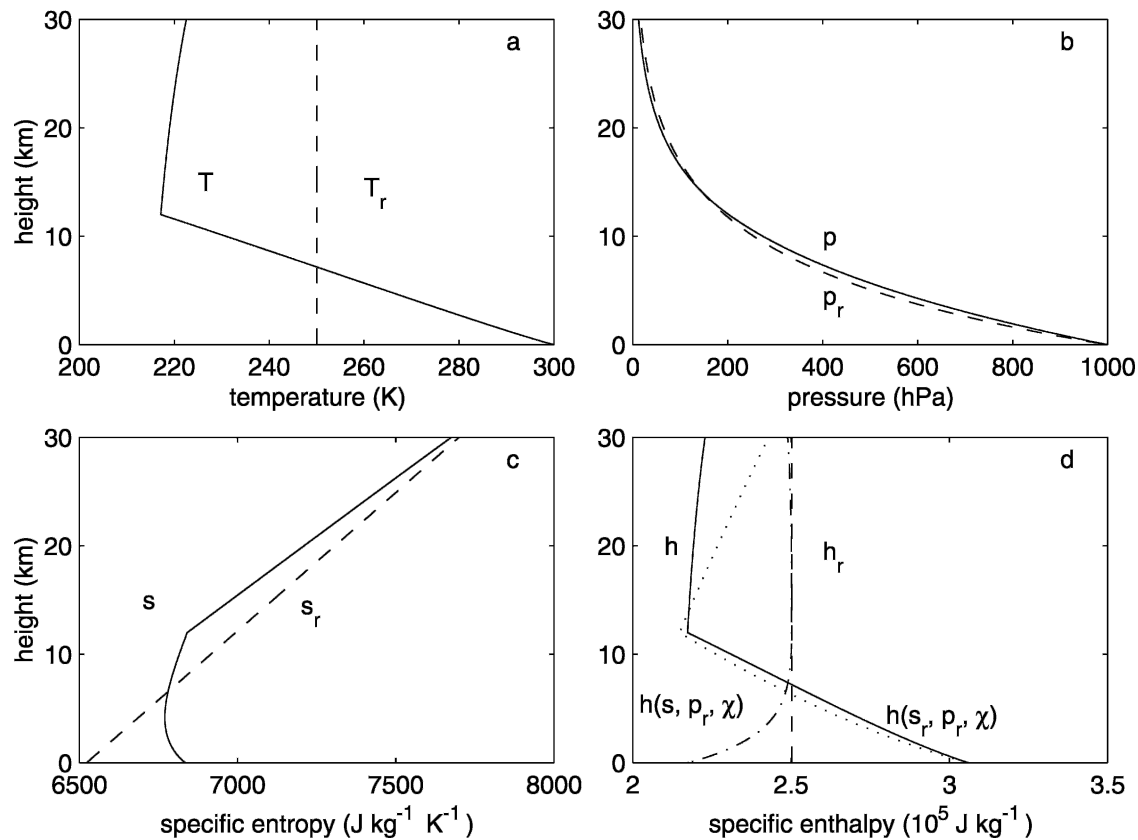 30
20
10
0
height (km)
200
220
240
260
280
300
temperature (K)
a
T
T_r
30
20
10
0
0
200
400
600
800
1000
pressure (hPa)
b
p
p_r
30
20
10
0
height (km)
6500
7000
7500
8000
specific entropy (J kg⁻¹ K⁻¹)
c
s
s_r
30
20
10
0
2
2.5
3
3.5
specific enthalpy (10⁵ J kg⁻¹)
d
h
h_r
h(s, p_r, χ)
h(s_r, p_r, χ)